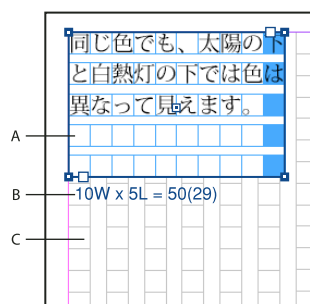 同じ色でも、太陽の下
と白熱灯の下では色は
異なって見えます。
A
B
10W x 5L = 50(29)
C